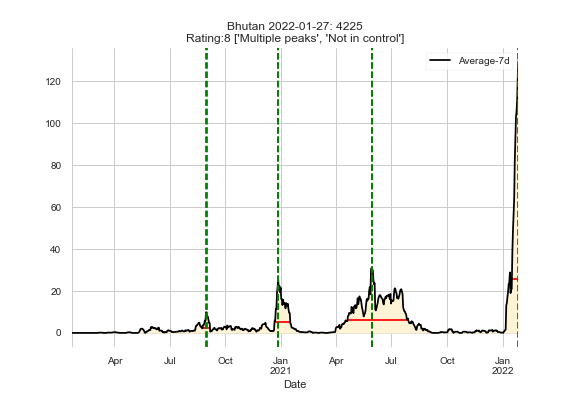 Bhutan 2022-01-27: 4225
Rating:8 ['Multiple peaks', 'Not in control']
Average-7d
120
100
80
60
40
20
0
Apr Jul Oct Jan Apr Jul Oct Jan
2021 2022
Date